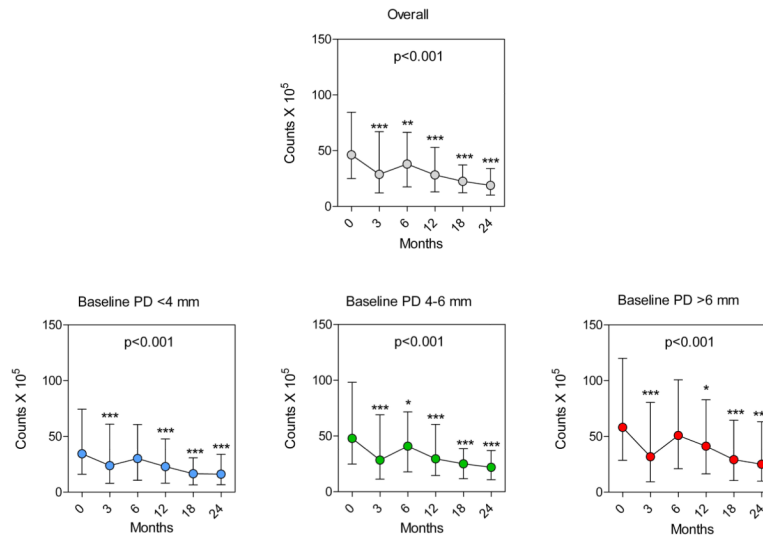 Overall
150
100
50
0
Counts X 10⁵
p<0.001
***
**
***
***
***
0 3 6 12 18 24
Months
Baseline PD <4 mm
150
100
50
0
Counts X 10⁵
p<0.001
***
***
***
***
0 3 6 12 18 24
Months
Baseline PD 4-6 mm
150
100
50
0
Counts X 10⁵
p<0.001
***
*
***
***
***
0 3 6 12 18 24
Months
Baseline PD >6 mm
150
100
50
0
Counts X 10⁵
p<0.001
***
*
***
**
0 3 6 12 18 24
Months